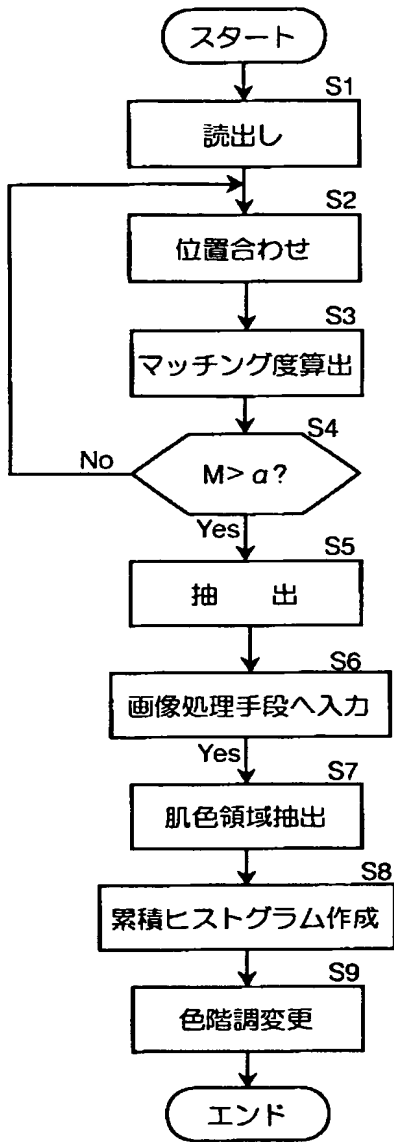 スタート
S1
読出し
S2
位置合わせ
S3
マッチング度算出
S4
No
M>α?
Yes
S5
抽　出
S6
画像処理手段へ入力
Yes
S7
肌色領域抽出
S8
累積ヒストグラム作成
S9
色階調変更
エンド